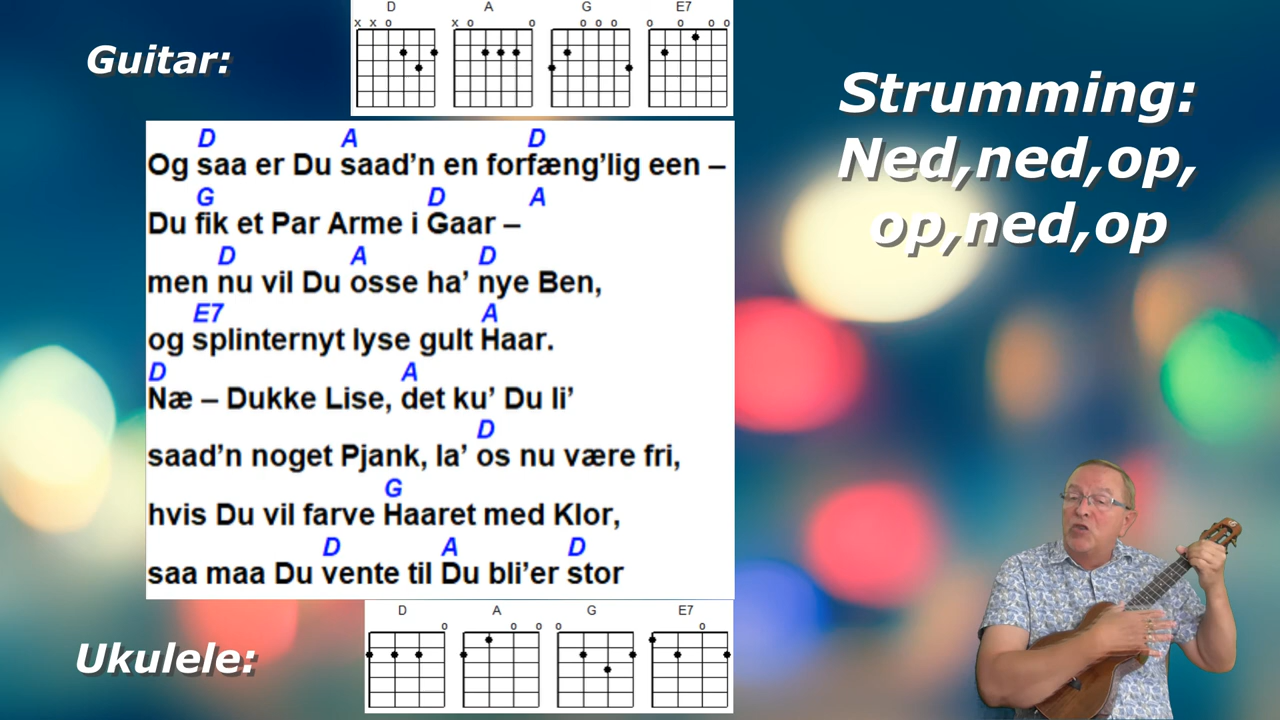 Guitar:
D A G E7
x x o x o o o o o o o o o
Strumming:
Ned,ned,op,
op,ned,op
D A D
Og saa er Du saad’n en forfæng’lig een –
G D A
Du fik et Par Arme i Gaar –
D A D
men nu vil Du osse ha’ nye Ben,
E7 A
og splinternyt lyse gult Haar.
D A
Næ – Dukke Lise, det ku’ Du li’
D
saad’n noget Pjank, la’ os nu være fri,
G
hvis Du vil farve Haaret med Klor,
D A D
saa maa Du vente til Du bli’er stor
Ukulele:
D A G E7
o o o o o